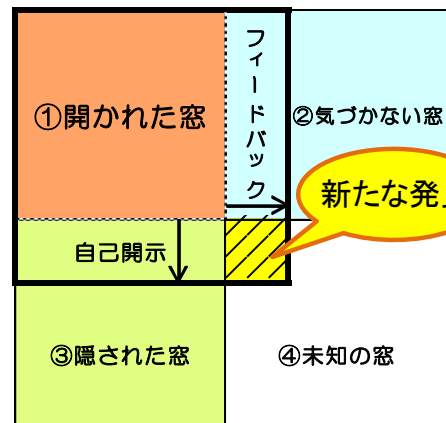 フィードバック
①開かれた窓
②気づかない窓
新たな発
自己開示
③隠された窓
④未知の窓